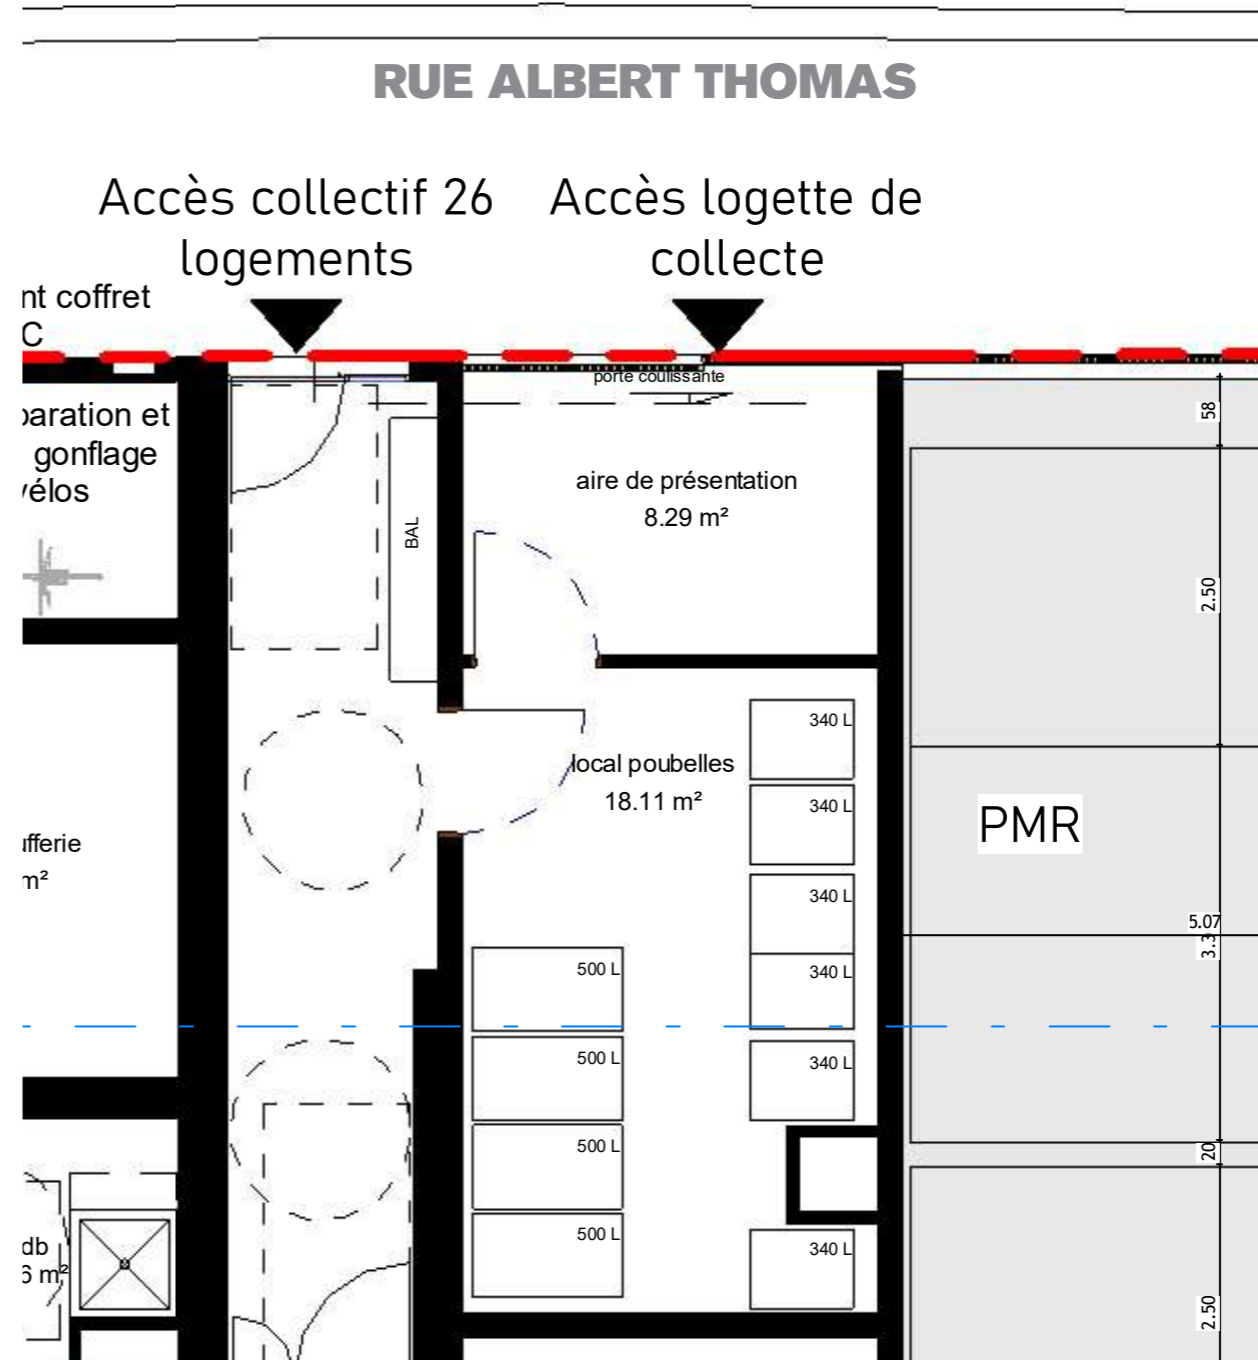 RUE ALBERT THOMAS
Accès collectif 26
logements
Accès logette de
collecte
nt coffret
C
porte coulissante
paration et
gonflage
vélos
58
aire de présentation
8.29 m²
BAL
2.50
340 L
local poubelles
18.11 m²
340 L
PMR
ufferie
m²
340 L
5.07
3.3
500 L
340 L
500 L
340 L
500 L
20
500 L
340 L
db
6 m²
2.50